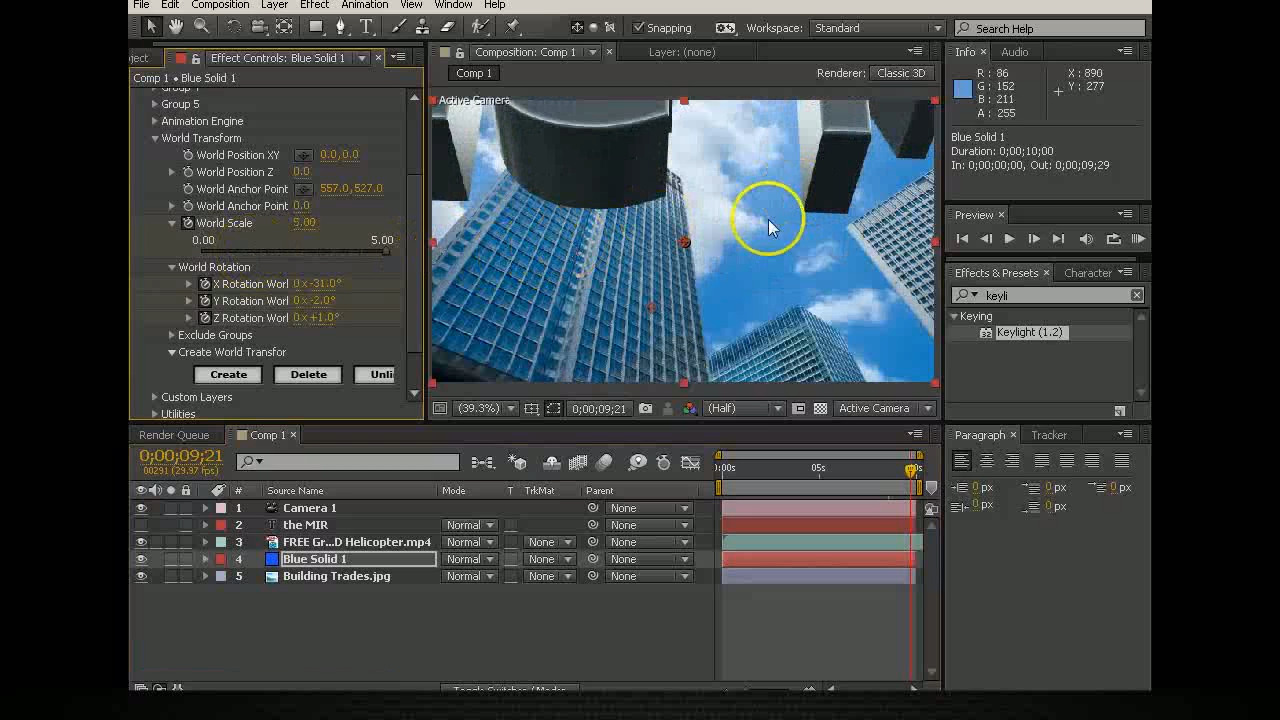 File Edit Composition Layer Effect Animation View Window Help
Snapping Workspace: Standard Search Help
ject Effect Controls: Blue Solid 1
Comp 1 • Blue Solid 1
Group 5
Animation Engine
World Transform
World Position XY 0.0,0.0
World Position Z 0.0
World Anchor Point 557.0,527.0
World Anchor Point 0.0
World Scale 5.00
0.00 5.00
World Rotation
X Rotation Worl 0 x -31.0°
Y Rotation Worl 0 x -2.0°
Z Rotation Worl 0 x +1.0°
Exclude Groups
Create World Transfor
Create Delete Unli
Custom Layers
Utilities
Composition: Comp 1 Layer: (none)
Comp 1 Renderer: Classic 3D
Active Camera
(39.3%) 0;00;09;21 (Half) Active Camera
Info Audio
R : 86 X : 890
G : 152 Y : 277
B : 211
A : 255
Blue Solid 1
Duration: 0;00;10;00
In: 0;00;00;00, Out: 0;00;09;29
Preview
Effects & Presets Character
keyli
Keying
Keylight (1.2)
Render Queue Comp 1
0;00;09;21
00291 (29.97 fps)
# Source Name Mode T TrkMat Parent
1 Camera 1 None
2 the MIR Normal None
3 FREE Gr...D Helicopter.mp4 Normal None None
4 Blue Solid 1 Normal None None
5 Building Trades.jpg Normal None None
0:00s 05s 0s
Toggle Switches / Modes
Paragraph Tracker
0 px 0 px 0 px
0 px 0 px